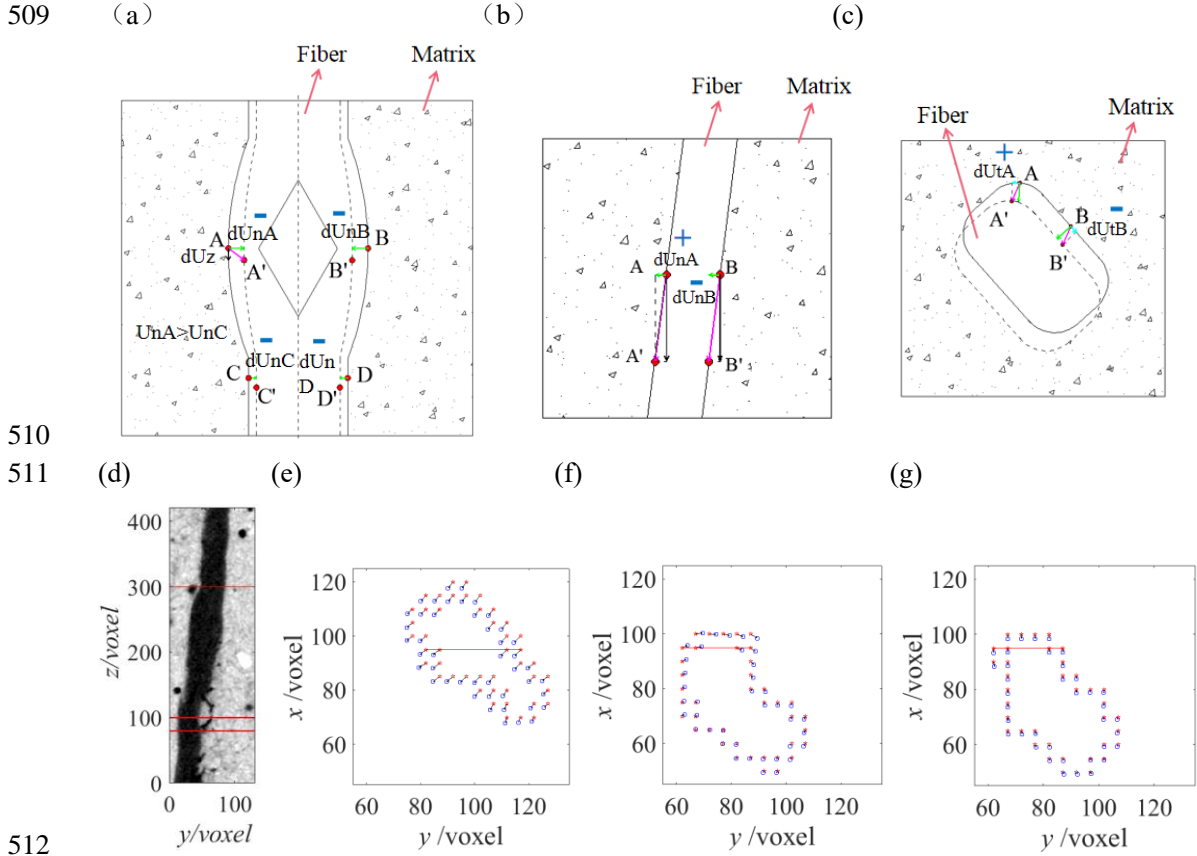 509 （a） （b） (c)
Fiber Matrix
Fiber Matrix
Fiber Matrix
+
dUtA A
- B
A' dUtB
B'
- -
dUnA dUnB
A B
dUz A' B'
+
A dUnA B
-
dUnB
UnA>UnC
- -
dUnC dUn
C D D
C' D'
A' B'
510
511 (d) (e) (f) (g)
400
300
200
100
0
z/voxel
0 100
y/voxel
120
100
80
60
x /voxel
60 80 100 120
y /voxel
120
100
80
60
x /voxel
60 80 100 120
y /voxel
120
100
80
60
x /voxel
60 80 100 120
y /voxel
512